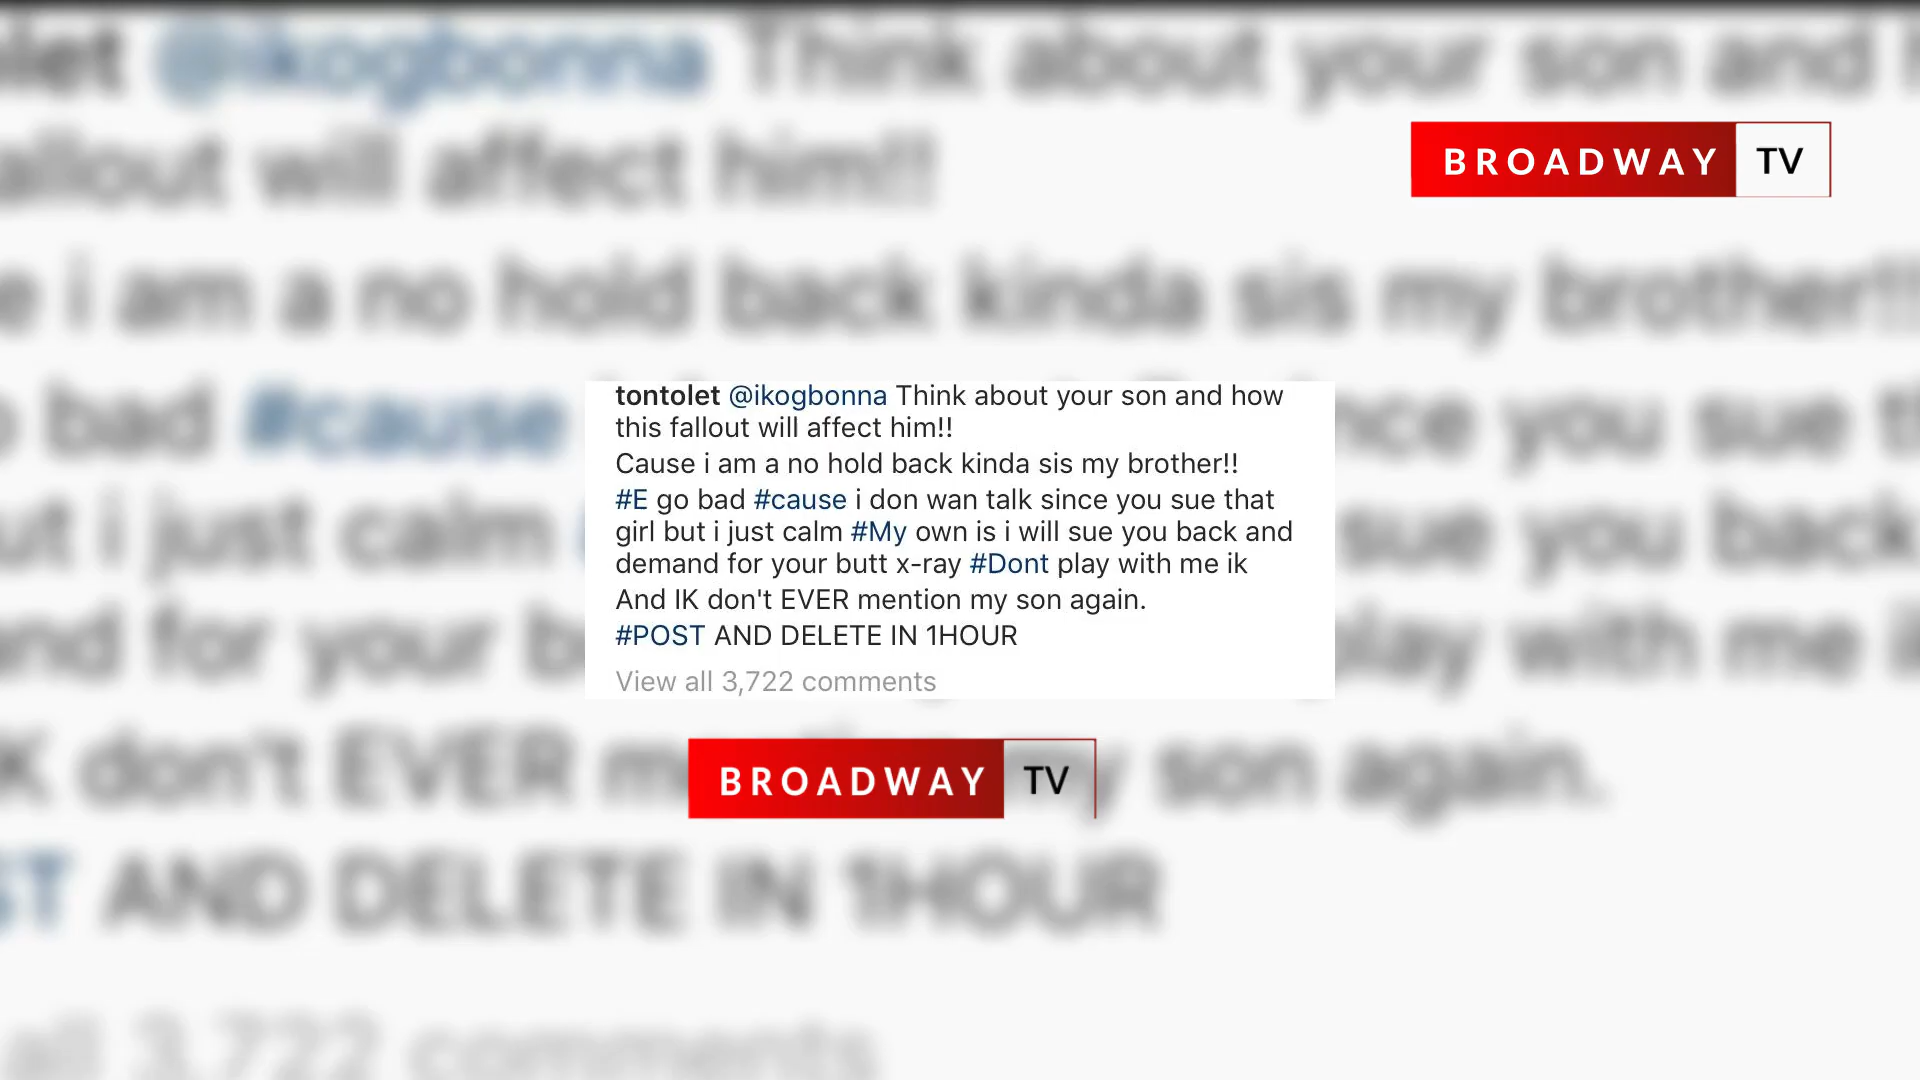 BROADWAY TV
tontolet @ikogbonna Think about your son and how
this fallout will affect him!!
Cause i am a no hold back kinda sis my brother!!
#E go bad #cause i don wan talk since you sue that
girl but i just calm #My own is i will sue you back and
demand for your butt x-ray #Dont play with me ik
And IK don't EVER mention my son again.
#POST AND DELETE IN 1HOUR
View all 3,722 comments
BROADWAY TV